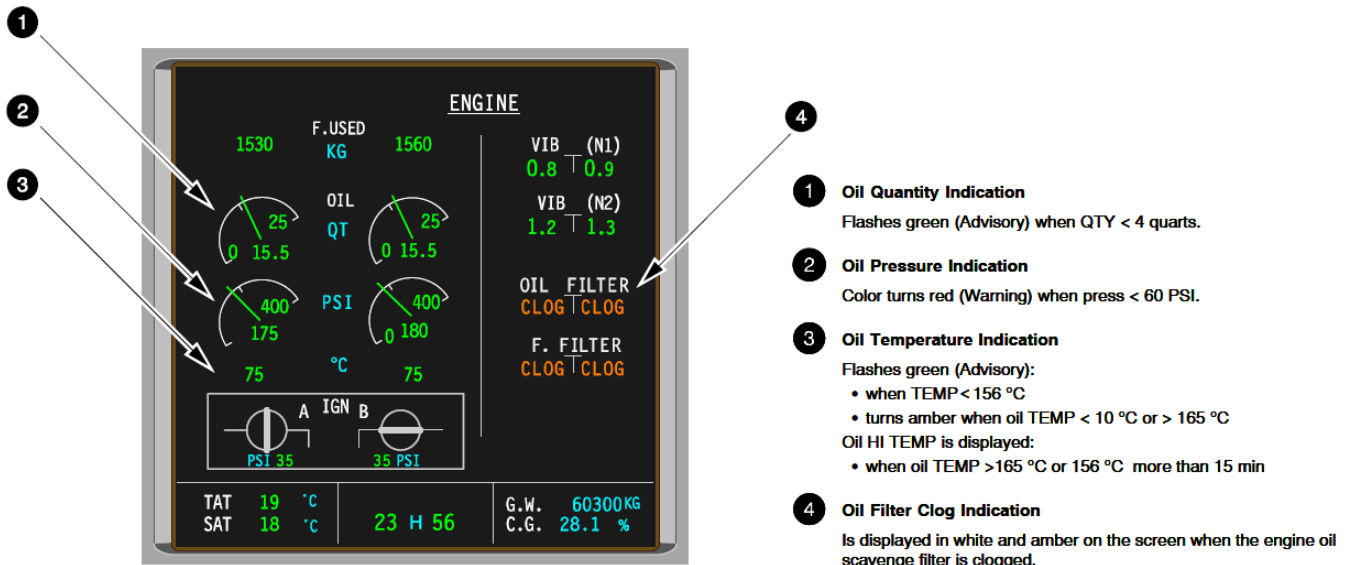 1
2
3
4
ENGINE
F.USED
1530 KG 1560
VIB (N1)
0.8 0.9
OIL
25 QT 25
0 15.5 0 15.5
VIB (N2)
1.2 1.3
400 PSI 400
175 0 180
OIL FILTER
CLOG CLOG
°C
75 75
F. FILTER
CLOG CLOG
A IGN B
PSI 35 35 PSI
TAT 19 °C
SAT 18 °C
23 H 56
G.W. 60300 KG
C.G. 28.1 %
1 Oil Quantity Indication
Flashes green (Advisory) when QTY < 4 quarts.
2 Oil Pressure Indication
Color turns red (Warning) when press < 60 PSI.
3 Oil Temperature Indication
Flashes green (Advisory):
• when TEMP < 156 °C
• turns amber when oil TEMP < 10 °C or > 165 °C
Oil HI TEMP is displayed:
• when oil TEMP >165 °C or 156 °C more than 15 min
4 Oil Filter Clog Indication
Is displayed in white and amber on the screen when the engine oil
scavenge filter is clogged.